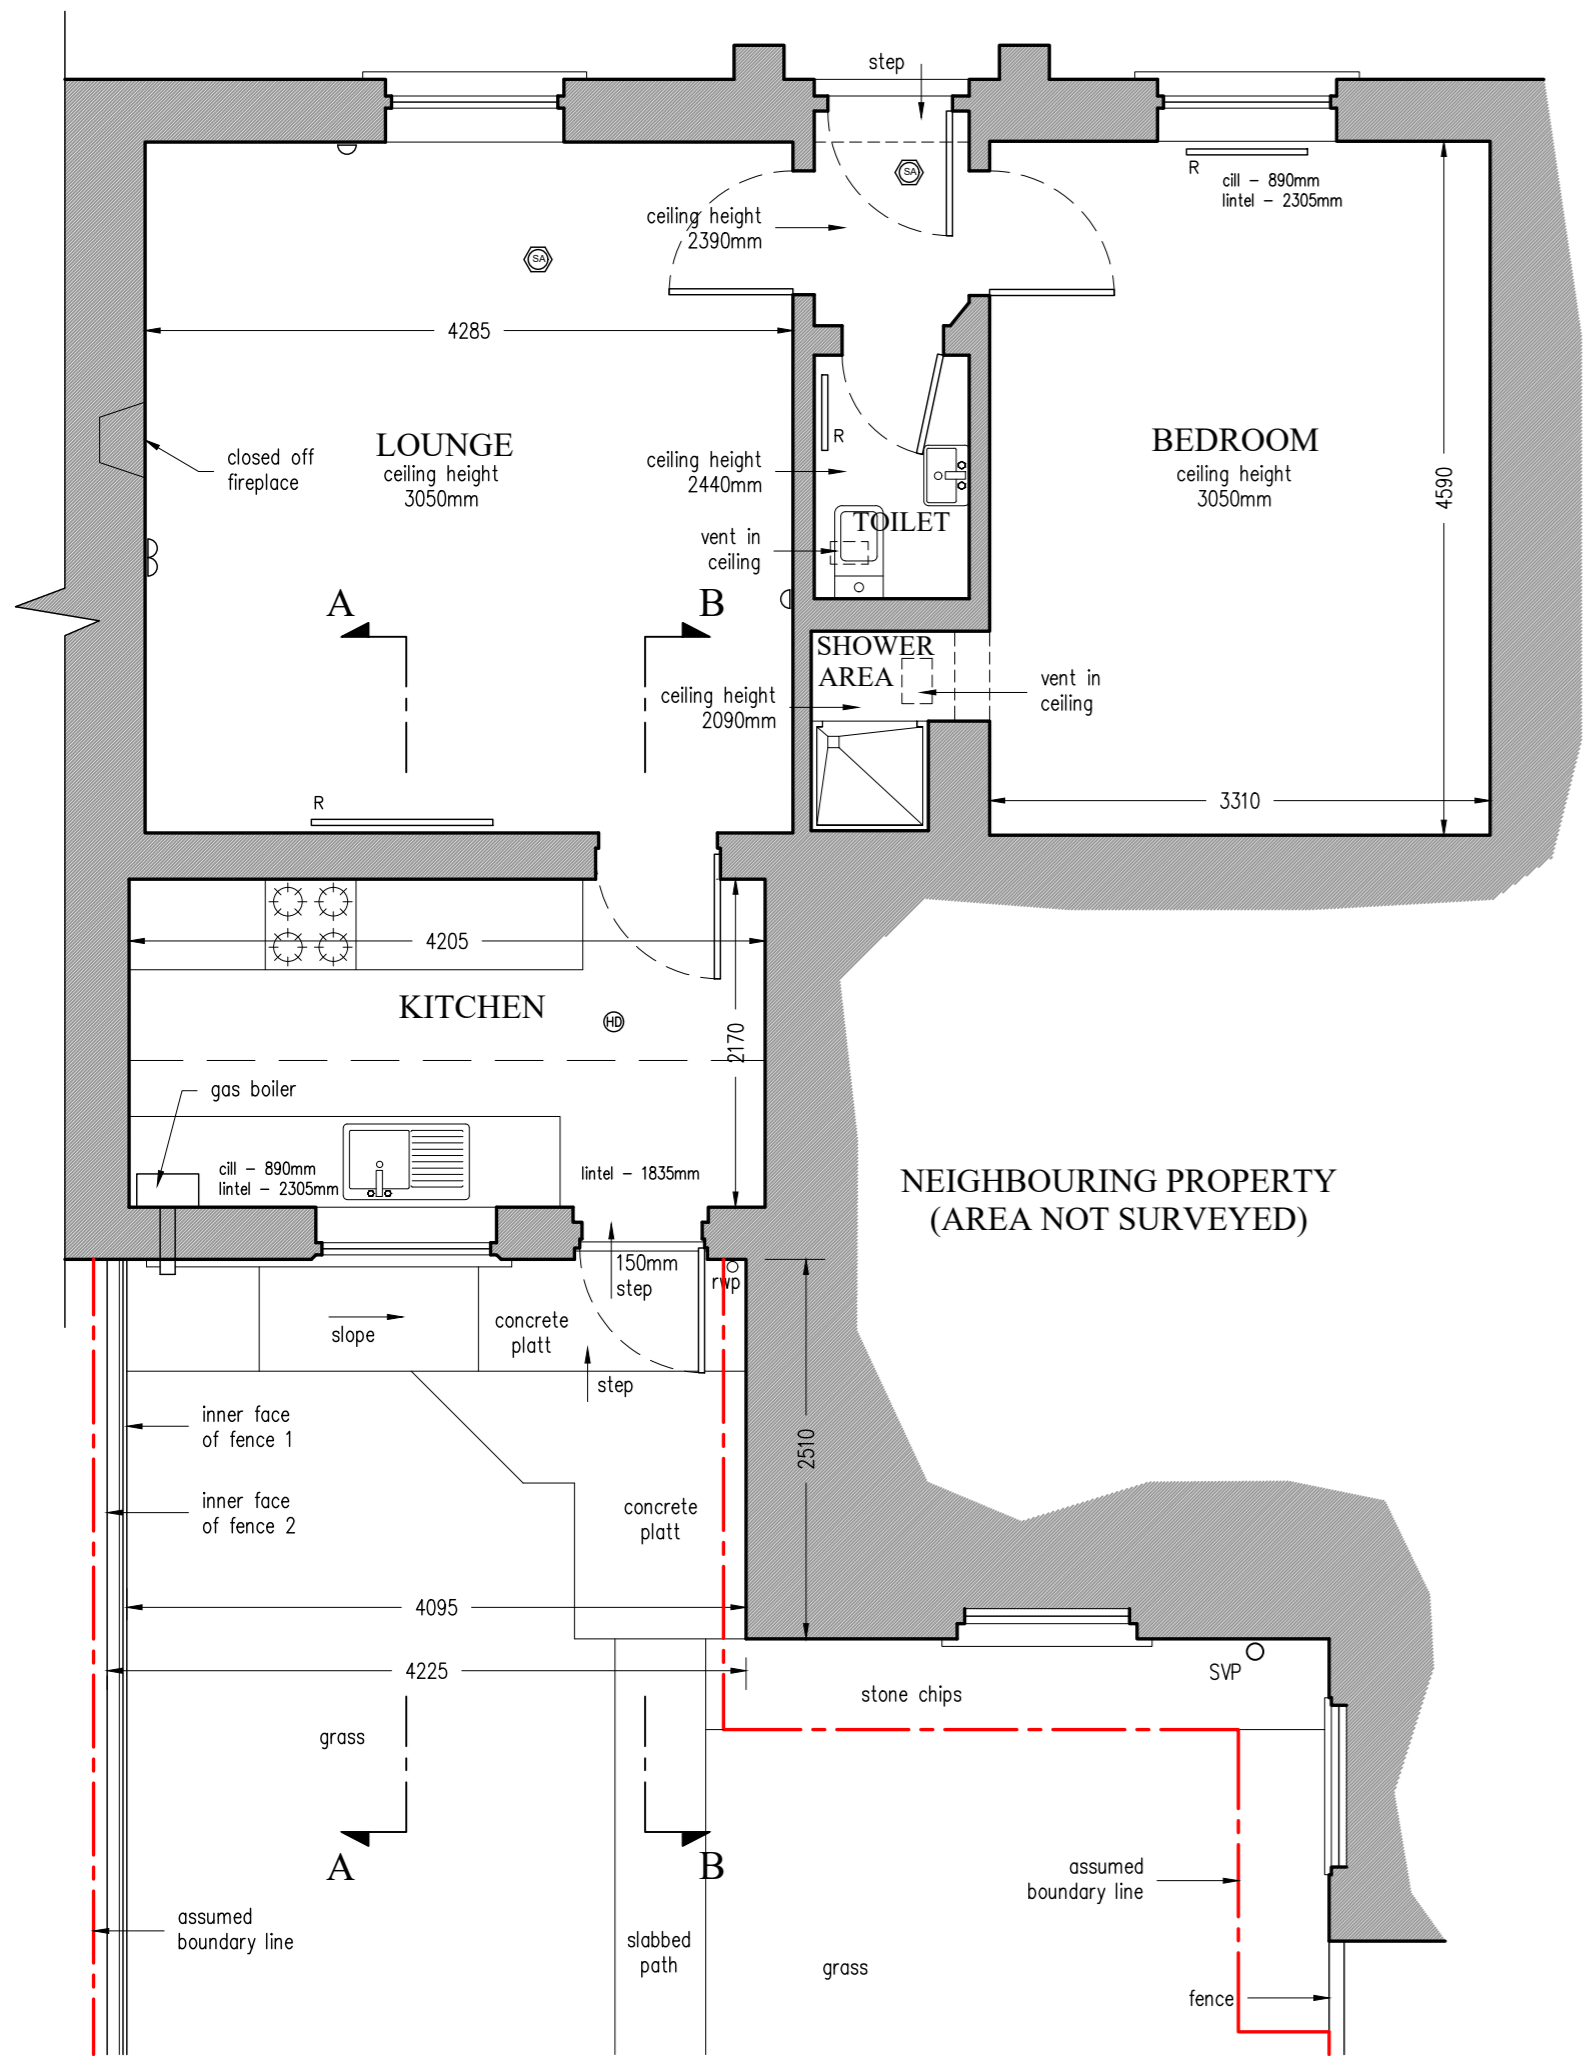 step
SA
R
cill – 890mm
lintel – 2305mm
ceiling height
2390mm
SA
4285
LOUNGE
ceiling height
3050mm
closed off
fireplace
R
ceiling height
2440mm
TOILET
vent in
ceiling
BEDROOM
ceiling height
3050mm
4590
A
B
SHOWER
AREA
ceiling height
2090mm
vent in
ceiling
R
3310
4205
KITCHEN
HD
2170
gas boiler
cill – 890mm
lintel – 2305mm
lintel – 1835mm
NEIGHBOURING PROPERTY
(AREA NOT SURVEYED)
150mm
step
rwp
slope
concrete
platt
step
inner face
of fence 1
2510
inner face
of fence 2
concrete
platt
4095
4225
SVP
stone chips
grass
A
B
assumed
boundary line
assumed
boundary line
slabbed
path
grass
fence